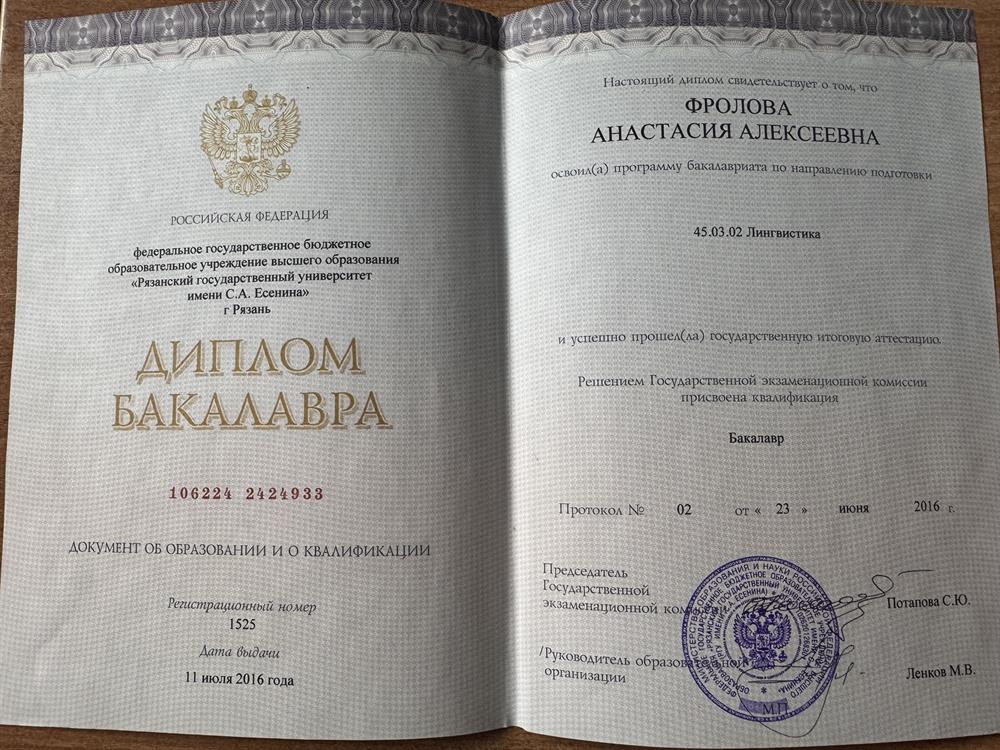 РОССИЙСКАЯ ФЕДЕРАЦИЯ
федеральное государственное бюджетное
образовательное учреждение высшего образования
«Рязанский государственный университет
имени С.А. Есенина»
г Рязань
ДИПЛОМ
БАКАЛАВРА
106224 2424933
ДОКУМЕНТ ОБ ОБРАЗОВАНИИ И О КВАЛИФИКАЦИИ
Регистрационный номер
1525
Дата выдачи
11 июля 2016 года
Настоящий диплом свидетельствует о том, что
ФРОЛОВА
АНАСТАСИЯ АЛЕКСЕЕВНА
освоил(а) программу бакалавриата по направлению подготовки
45.03.02 Лингвистика
и успешно прошел(ла) государственную итоговую аттестацию.
Решением Государственной экзаменационной комиссии
присвоена квалификация
Бакалавр
Протокол № 02 от « 23 » июня 2016 г.
Председатель
Государственной
экзаменационной комиссии Потапова С.Ю.
/Руководитель образовательной
организации Ленков М.В.
М.П.